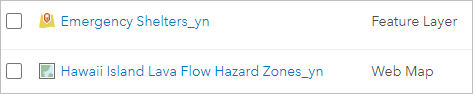 Emergency Shelters_yn Feature Layer
Hawaii Island Lava Flow Hazard Zones_yn Web Map